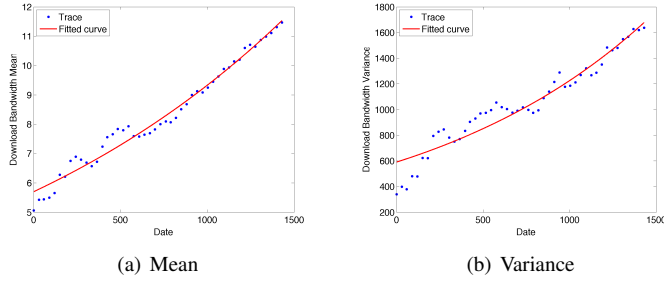 12
11
10
9
8
7
6
5
0
500
1000
1500
Download Bandwidth Mean
Date
Trace
Fitted curve
(a) Mean
1800
1600
1400
1200
1000
800
600
400
200
0
500
1000
1500
Download Bandwidth Variance
Date
Trace
Fitted curve
(b) Variance